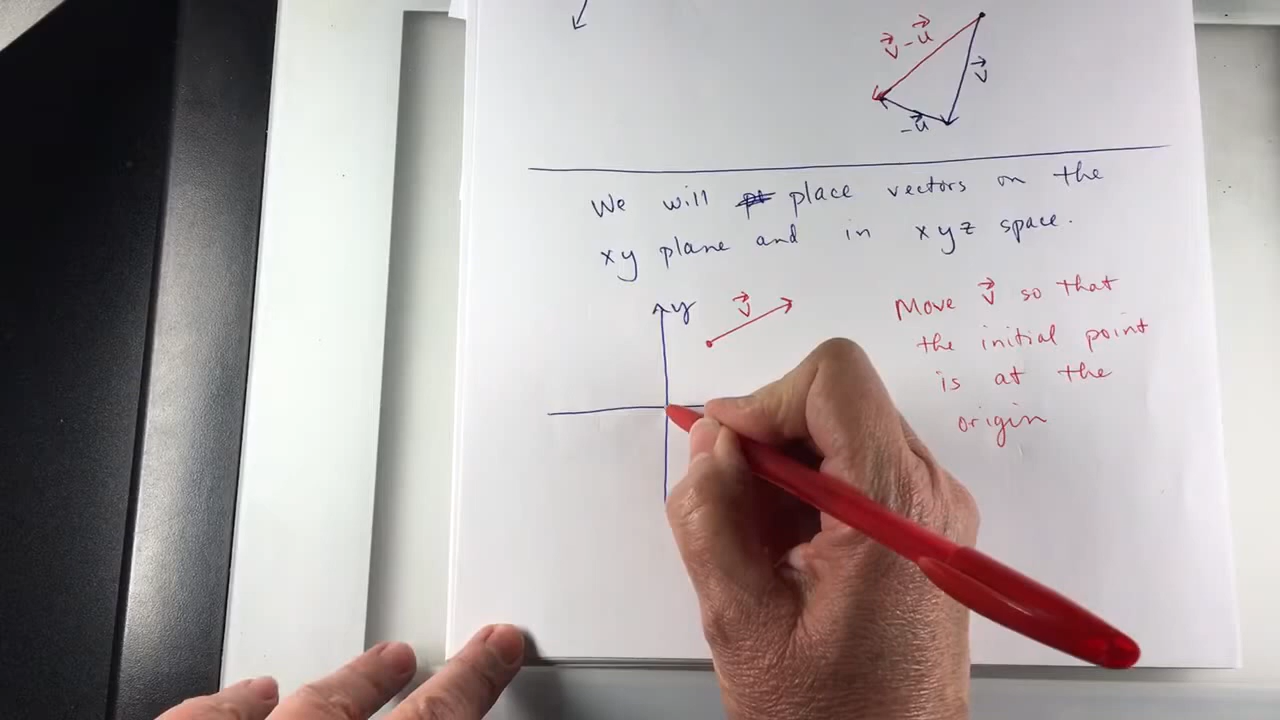 v⃗ - u⃗
v⃗
-u⃗
We will place vectors on the
xy plane and in xyz space.
y
v⃗
Move v⃗ so that
the initial point
is at the
origin